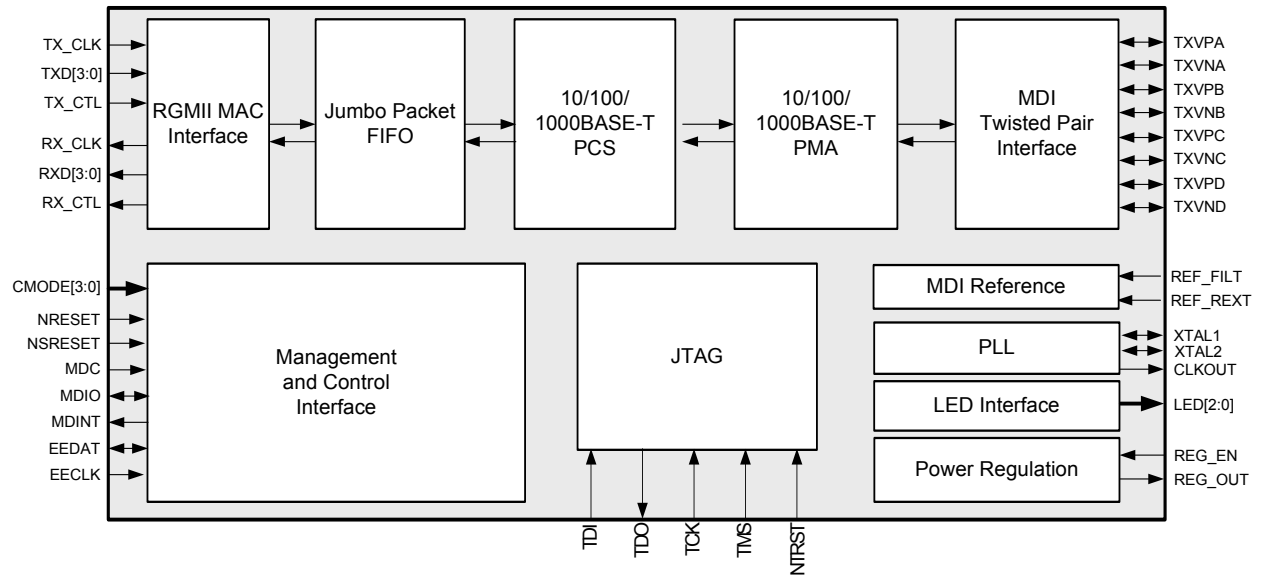 TX_CLK
TXD[3:0]
TX_CTL
RX_CLK
RXD[3:0]
RX_CTL
RGMII MAC
Interface
Jumbo Packet
FIFO
10/100/
1000BASE-T
PCS
10/100/
1000BASE-T
PMA
MDI
Twisted Pair
Interface
TXVPA
TXVNA
TXVPB
TXVNB
TXVPC
TXVNC
TXVPD
TXVND
CMODE[3:0]
NRESET
NSRESET
MDC
MDIO
MDINT
EEDAT
EECLK
Management
and Control
Interface
JTAG
TDI
TDO
TCK
TMS
NTRST
MDI Reference
REF_FILT
REF_REXT
PLL
XTAL1
XTAL2
CLKOUT
LED Interface
LED[2:0]
Power Regulation
REG_EN
REG_OUT